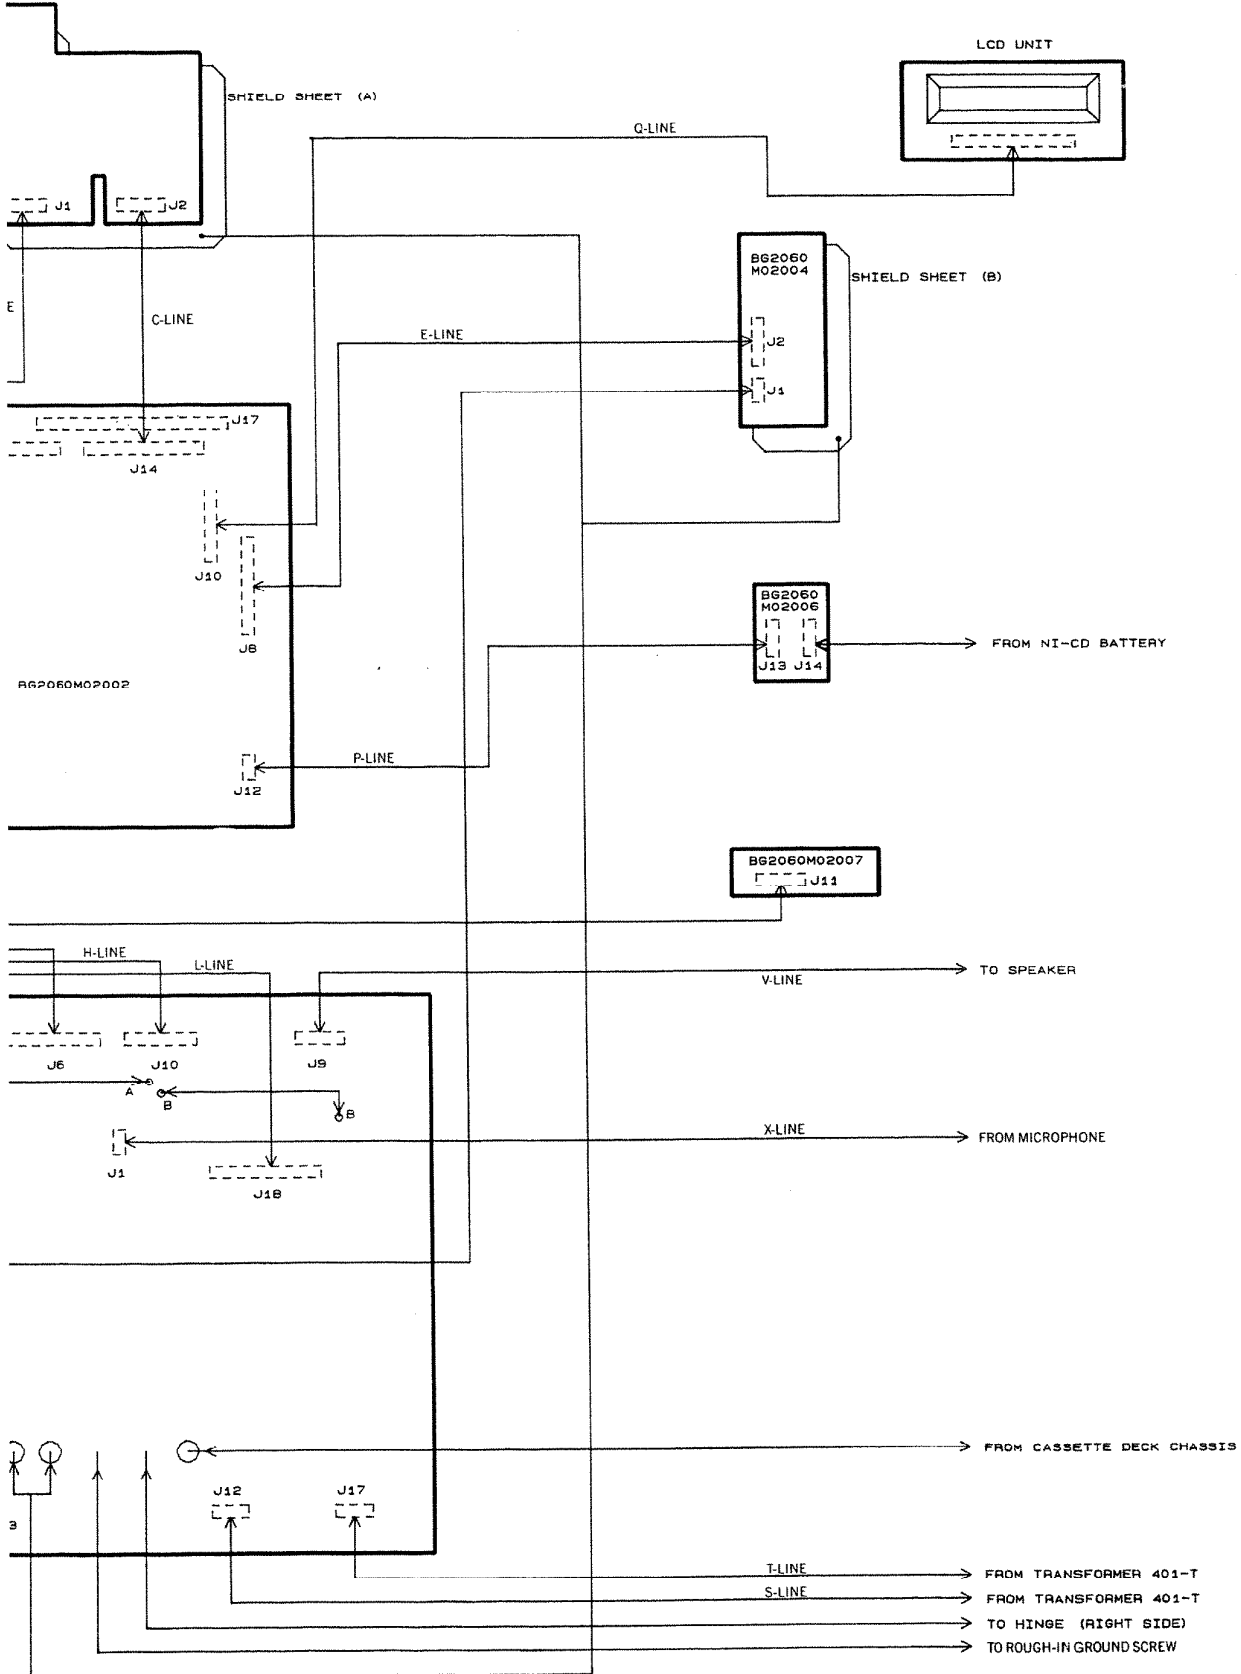 LCD UNIT
SHIELD SHEET (A)
Q-LINE
J1
J2
BG2060
M02004
SHIELD SHEET (B)
E
C-LINE
E-LINE
J2
J1
J17
J14
J10
BG2060
M02006
J8
FROM NI-CD BATTERY
J13 J14
BG2060M02002
P-LINE
J12
BG2060M02007
J11
H-LINE
L-LINE
TO SPEAKER
V-LINE
J6
J10
J9
A
B
B
X-LINE
FROM MICROPHONE
J1
J18
FROM CASSETTE DECK CHASSIS
J12
J17
3
T-LINE
FROM TRANSFORMER 401-T
S-LINE
FROM TRANSFORMER 401-T
TO HINGE (RIGHT SIDE)
TO ROUGH-IN GROUND SCREW